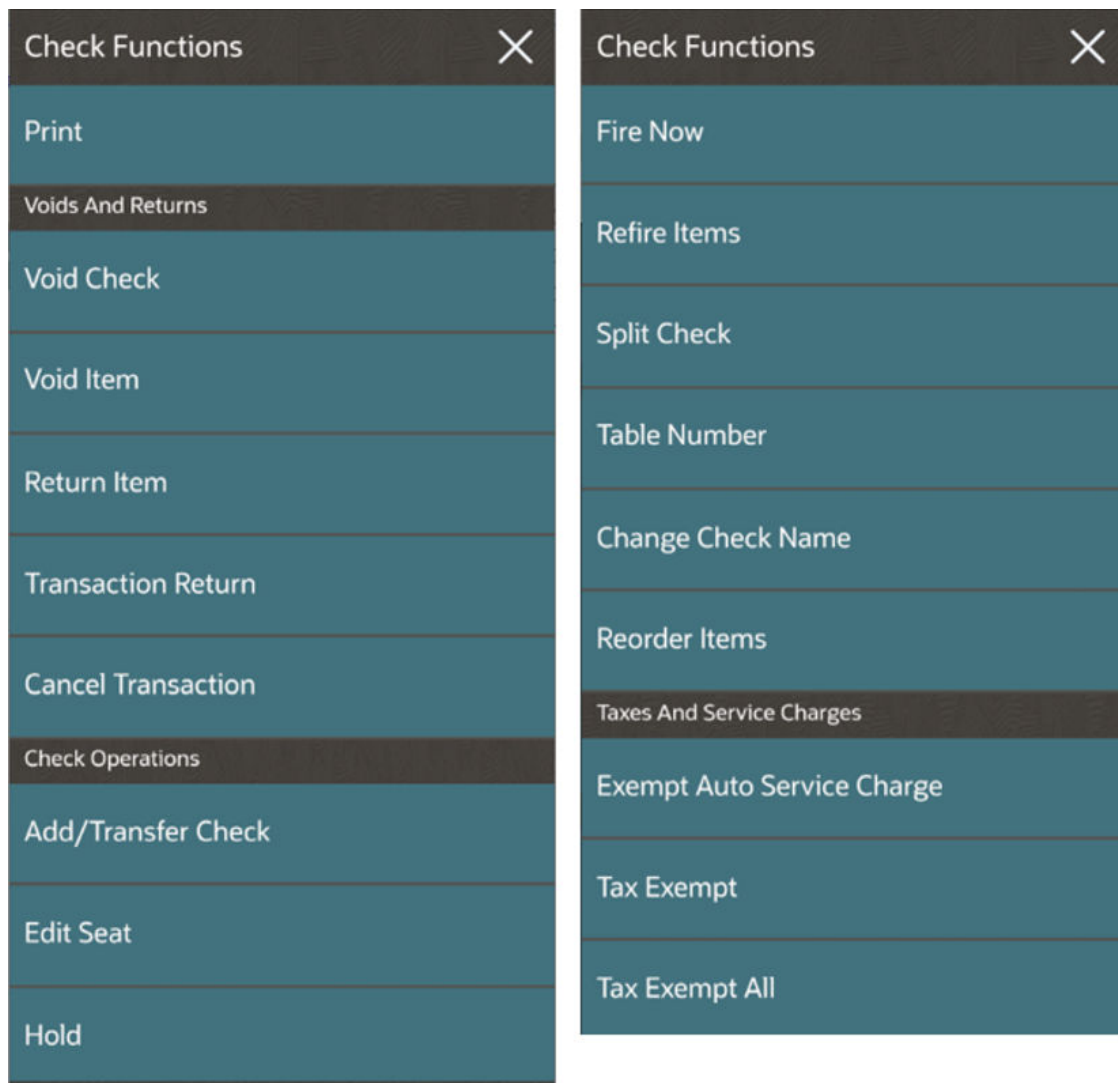 Check Functions
Print
Voids And Returns
Void Check
Void Item
Return Item
Transaction Return
Cancel Transaction
Check Operations
Add/Transfer Check
Edit Seat
Hold
Check Functions
Fire Now
Refire Items
Split Check
Table Number
Change Check Name
Reorder Items
Taxes And Service Charges
Exempt Auto Service Charge
Tax Exempt
Tax Exempt All